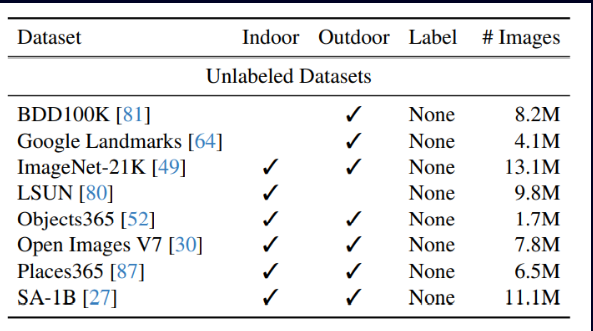 Dataset Indoor Outdoor Label # Images
Unlabeled Datasets
BDD100K [81] ✓ None 8.2M
Google Landmarks [64] ✓ None 4.1M
ImageNet-21K [49] ✓ ✓ None 13.1M
LSUN [80] ✓ None 9.8M
Objects365 [52] ✓ ✓ None 1.7M
Open Images V7 [30] ✓ ✓ None 7.8M
Places365 [87] ✓ ✓ None 6.5M
SA-1B [27] ✓ ✓ None 11.1M